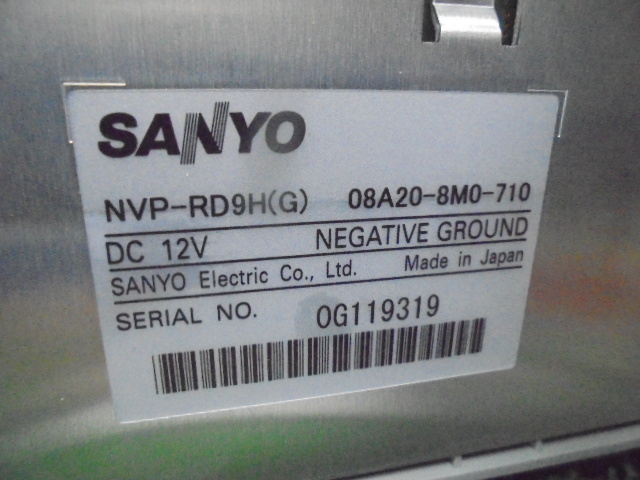 SANYO
NVP-RD9H(G) 08A20-8M0-710
DC 12V NEGATIVE GROUND
SANYO Electric Co., Ltd. Made in Japan
SERIAL NO. 0G119319